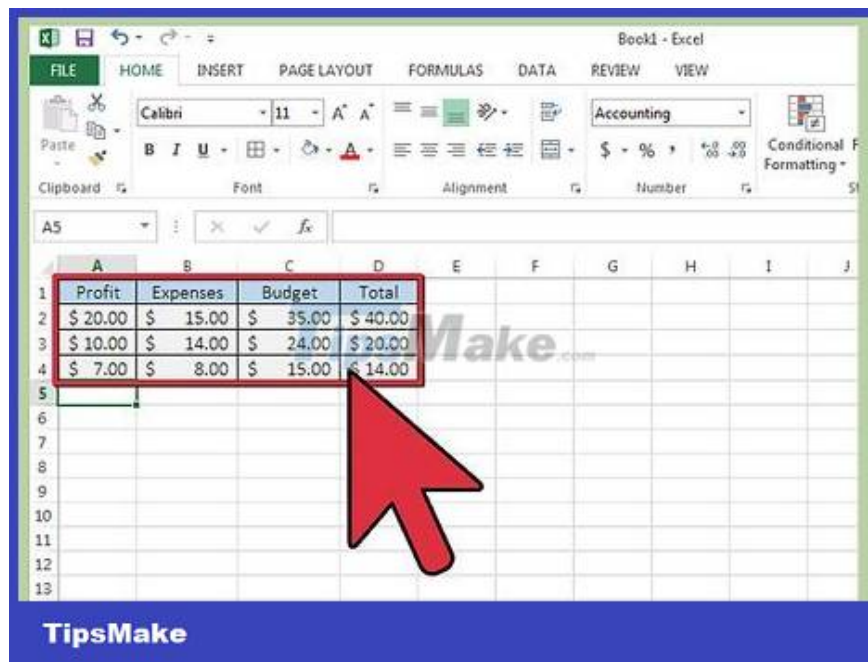 Book1 - Excel
FILE HOME INSERT PAGE LAYOUT FORMULAS DATA REVIEW VIEW
Calibri 11 A A Accounting
Paste B I U A $ % , Conditional F
Formatting
Clipboard Font Alignment Number St
A5 fx
A B C D E F G H I J
1 Profit Expenses Budget Total
2 $ 20.00 $ 15.00 $ 35.00 $ 40.00
3 $ 10.00 $ 14.00 $ 24.00 $ 20.00
4 $ 7.00 $ 8.00 $ 15.00 $ 14.00
TipsMake.com
5
6
7
8
9
10
11
12
13
TipsMake